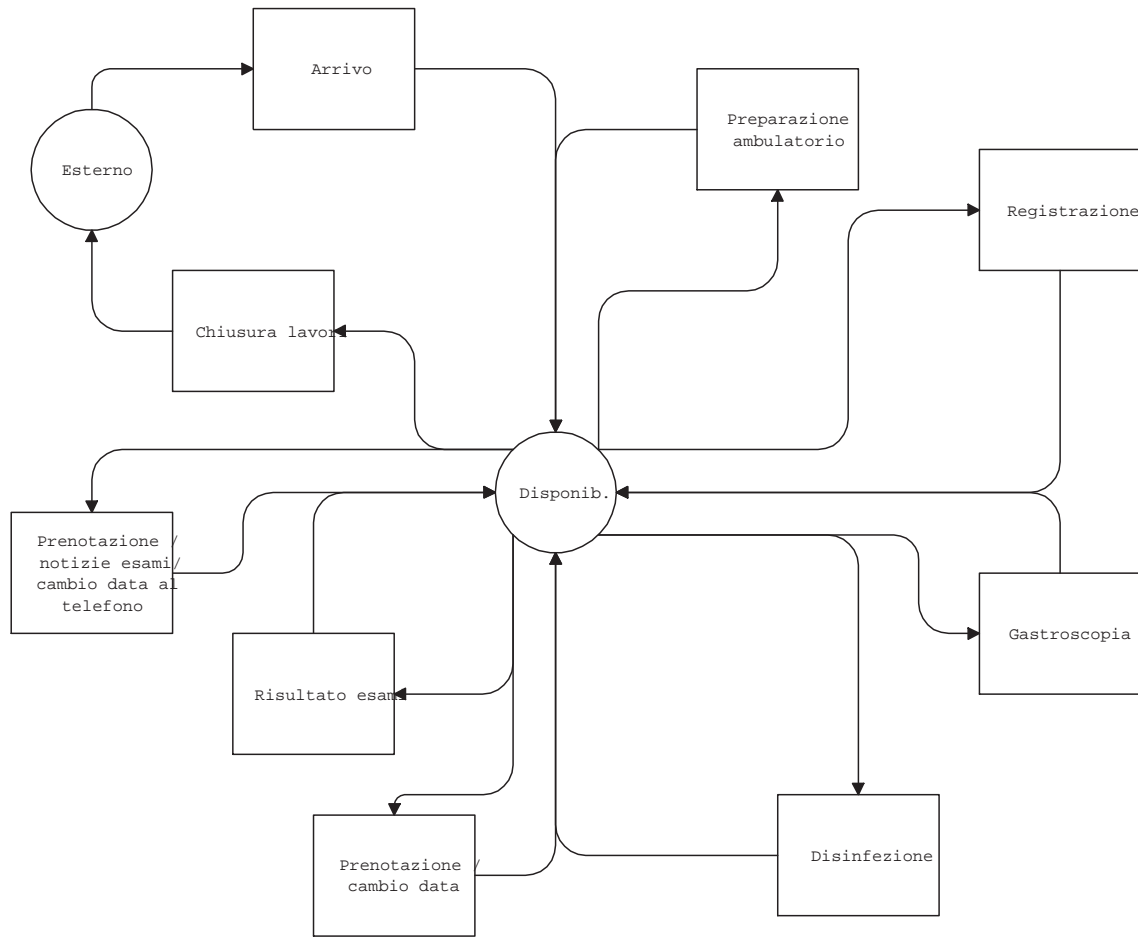 Arrivo
Preparazione
ambulatorio
Esterno
Registrazione
Chiusura lavori
Disponib.
Prenotazione /
notizie esami/
cambio data al
telefono
Gastroscopia
Risultato esami
Disinfezione
Prenotazione /
cambio data